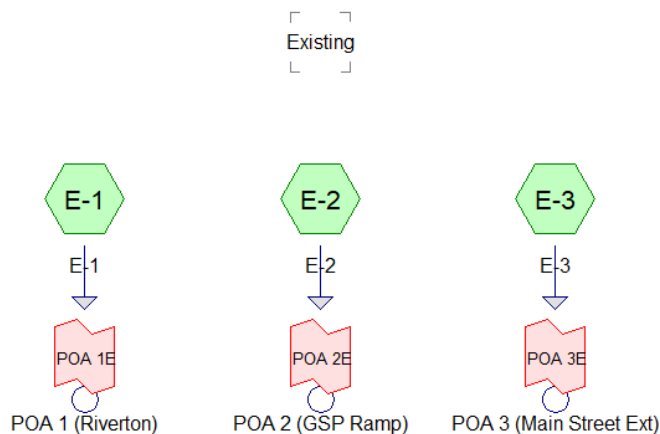 Existing
E-1
E-2
E-3
E-1
E-2
E-3
POA 1E
POA 2E
POA 3E
POA 1 (Riverton)
POA 2 (GSP Ramp)
POA 3 (Main Street Ext)